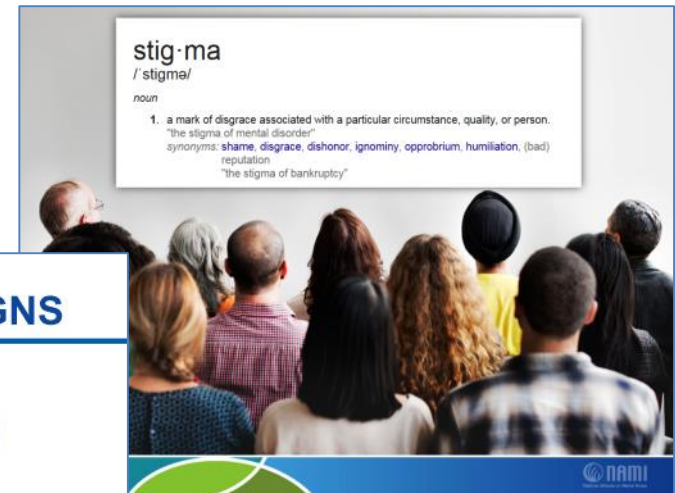 stig·ma
/ˈstigmə/
noun
1. a mark of disgrace associated with a particular circumstance, quality, or person.
"the stigma of mental disorder"
synonyms: shame, disgrace, dishonor, ignominy, opprobrium, humiliation, (bad)
reputation
"the stigma of bankruptcy"
GNS
NAMI